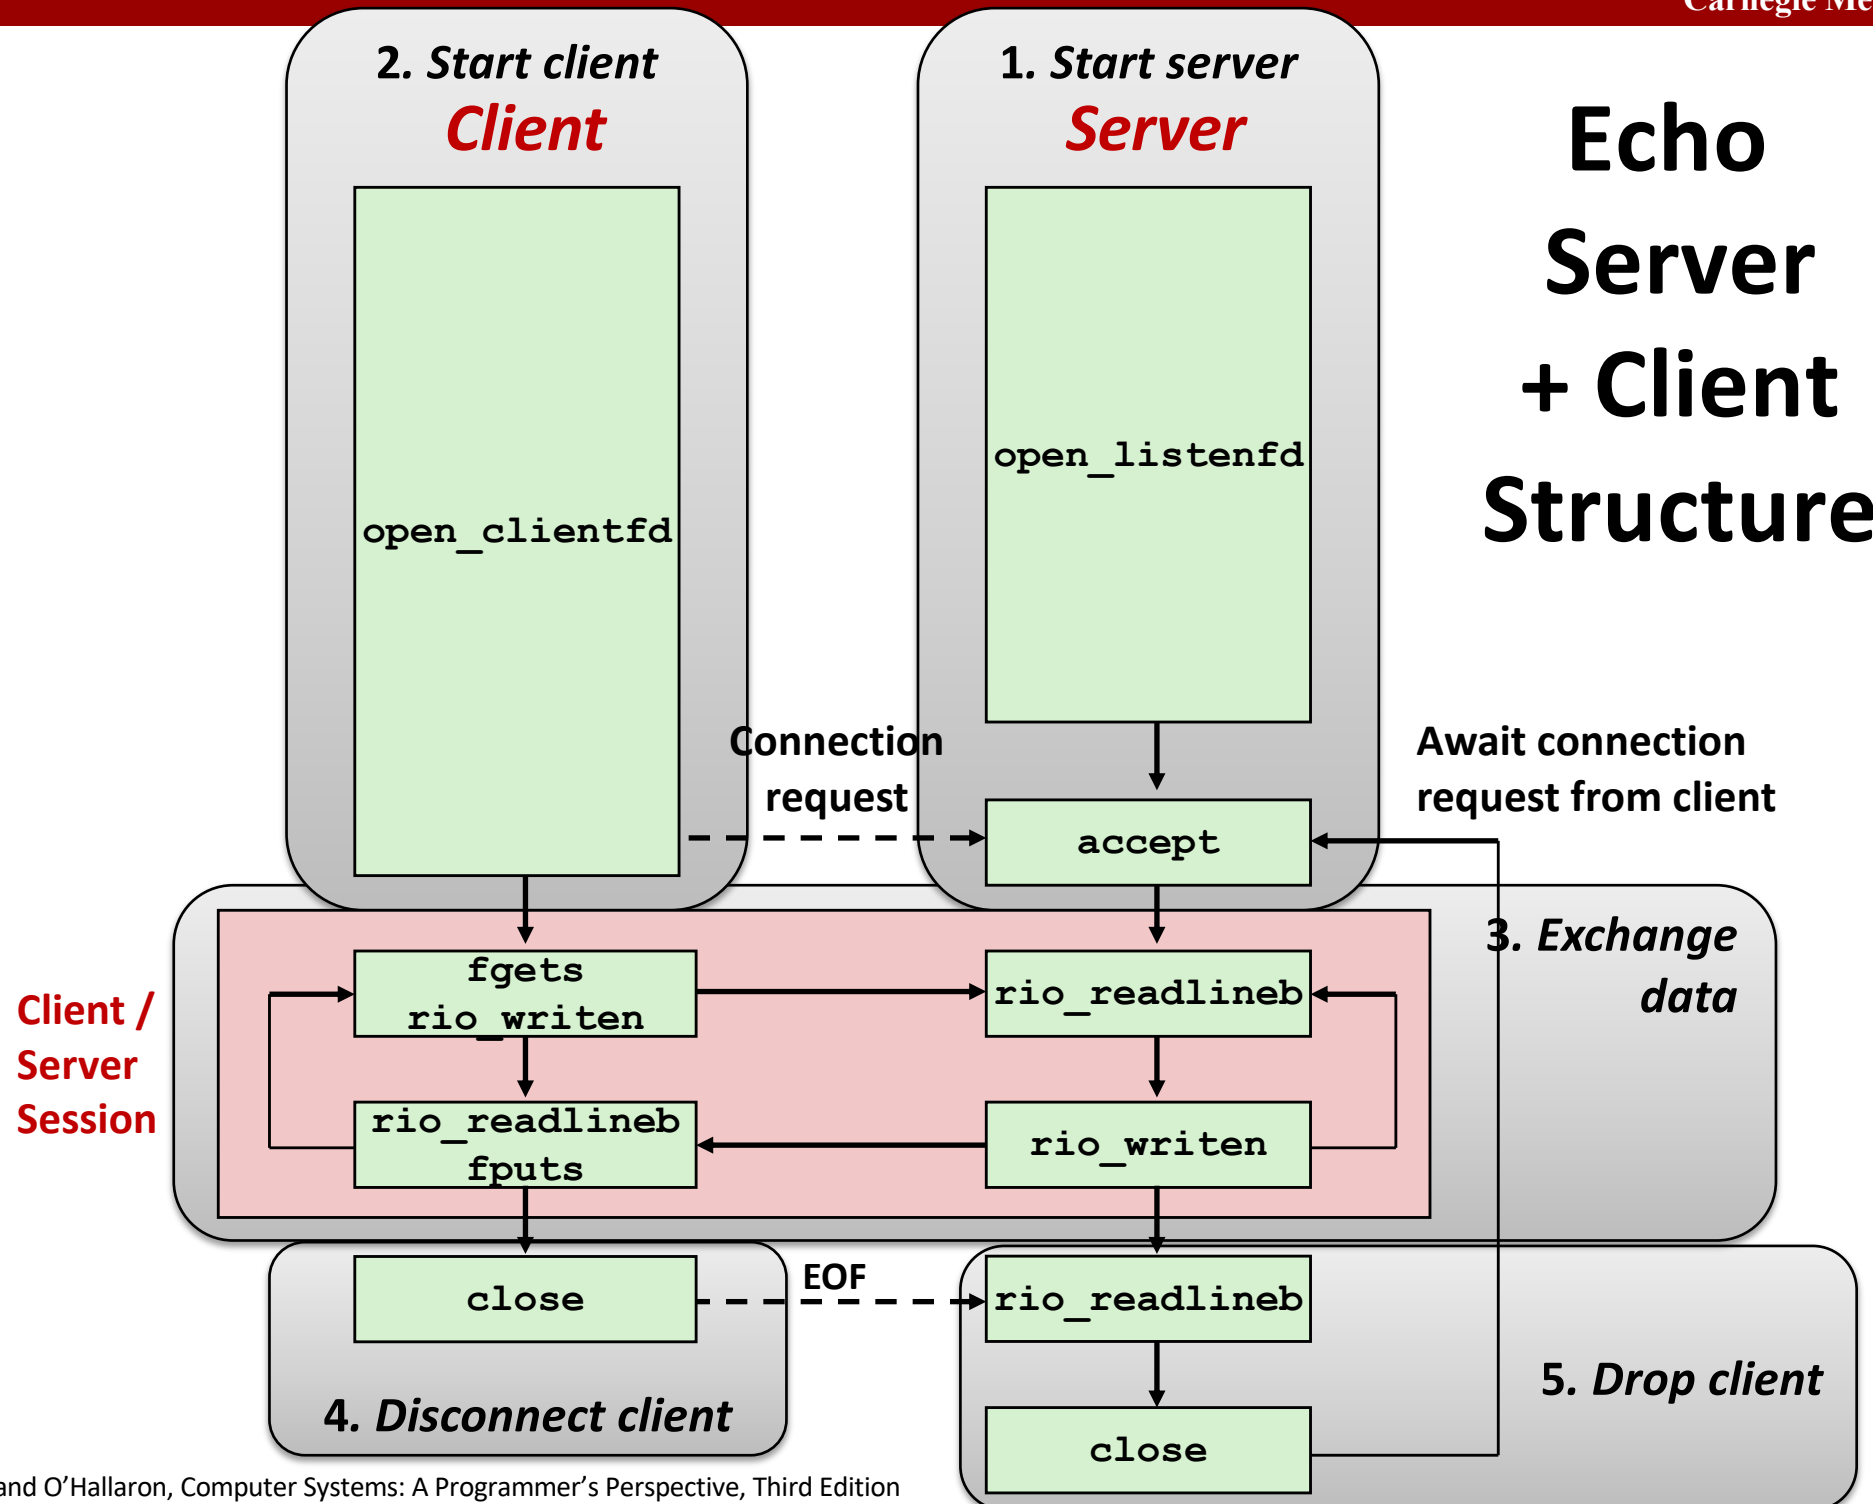 Carnegie Me
2. Start client
Client
1. Start server
Server
Echo
Server
+ Client
Structure
open_clientfd
open_listenfd
Connection
request
Await connection
request from client
accept
3. Exchange
data
Client /
Server
Session
fgets
rio_writen
rio_readlineb
rio_readlineb
fputs
rio_writen
close
EOF
rio_readlineb
4. Disconnect client
5. Drop client
close
and O’Hallaron, Computer Systems: A Programmer’s Perspective, Third Edition